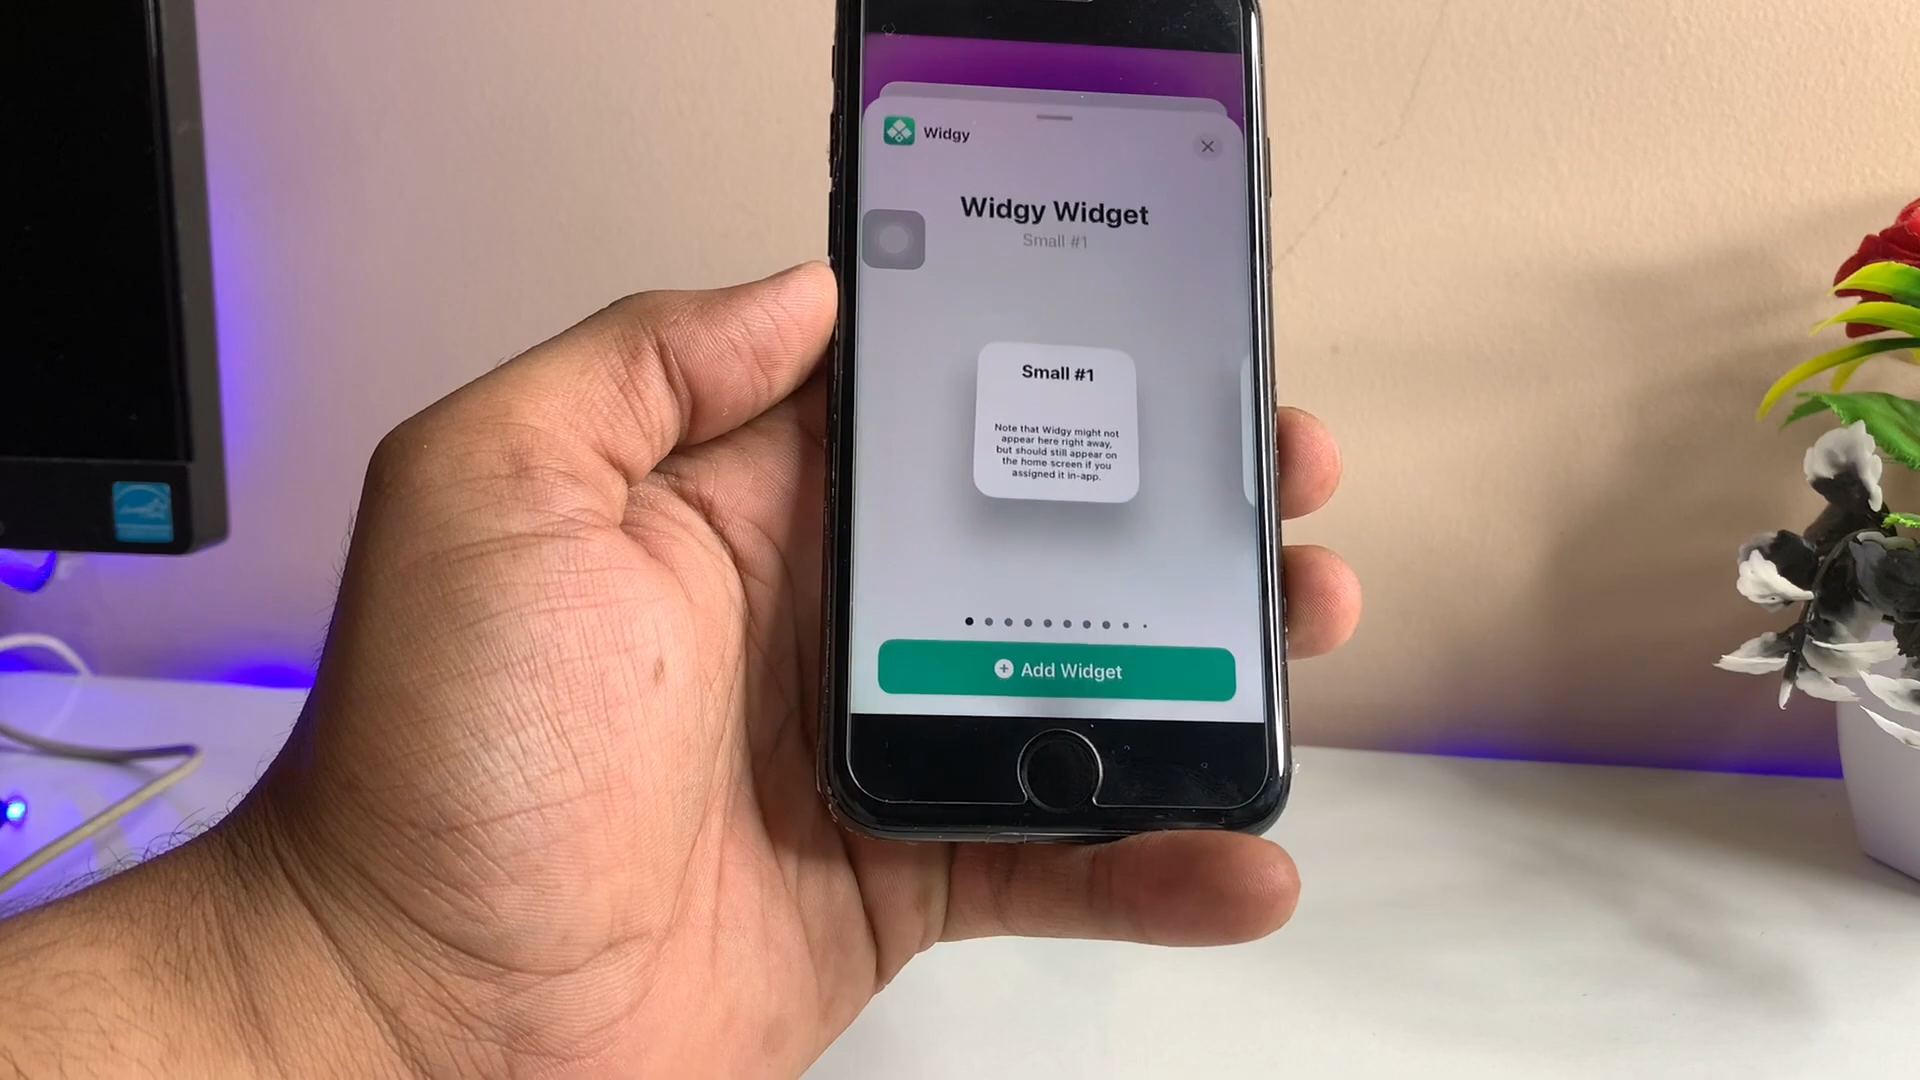 Widgy
Widgy Widget
Small #1
Small #1
Note that Widgy might not
appear here right away,
but should still appear on
the home screen if you
assigned it in-app.
Add Widget